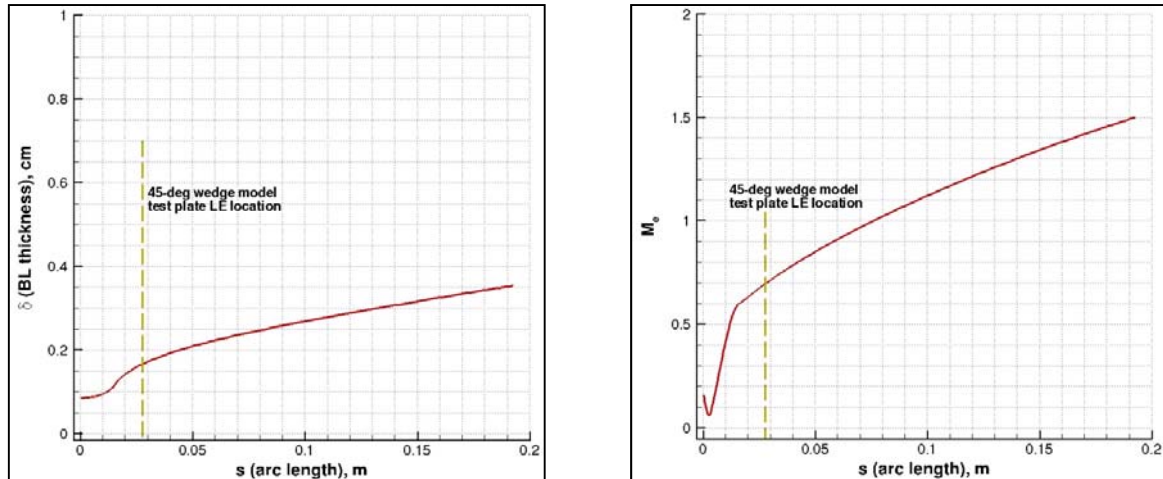 1
0.8
0.6
0.4
0.2
0
δ (BL thickness), cm
45-deg wedge model
test plate LE location
0
0.05
0.1
0.15
0.2
s (arc length), m
2
1.5
1
0.5
0
Me
45-deg wedge model
test plate LE location
0
0.05
0.1
0.15
0.2
s (arc length), m